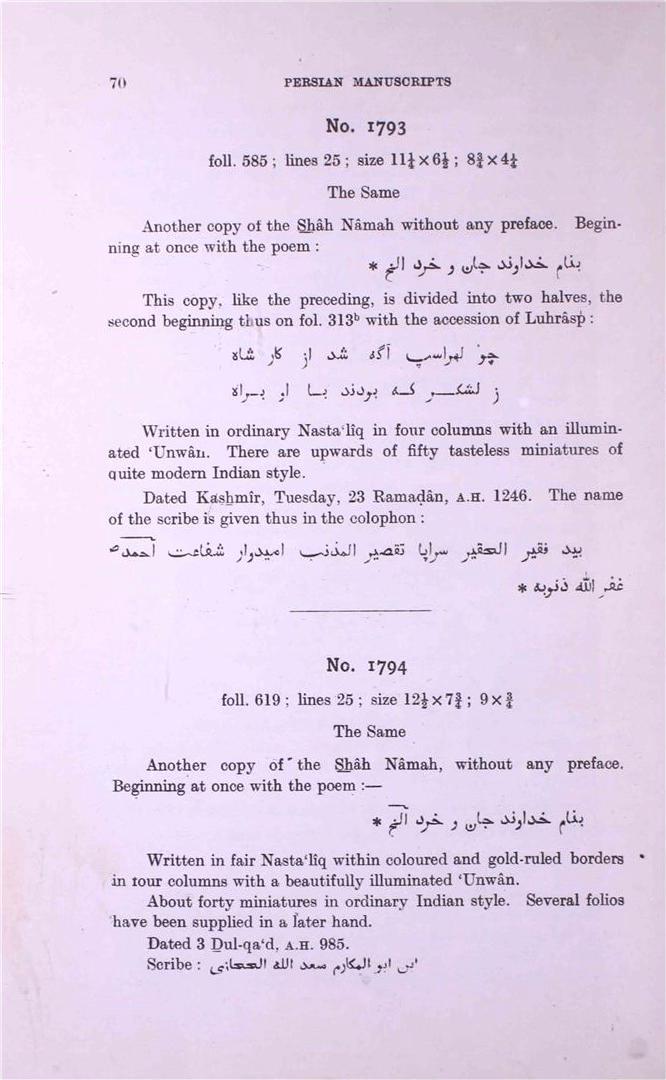 70 PERSIAN MANUSCRIPTS
No. 1793
foll. 585 ; lines 25 ; size 11¼ × 6½ ; 8¾ × 4¼
The Same
Another copy of the Shâh Nâmah without any preface. Begin-
ning at once with the poem :
بنام خداوند جان و خرد الخ *
This copy, like the preceding, is divided into two halves, the
second beginning thus on fol. 313ᵇ with the accession of Luhrâsp :
چو لهراسپ آگه شد از کار شاه
ز لشکر که بودند با او براه
Written in ordinary Nasta‘lîq in four columns with an illumin-
ated ‘Unwân. There are upwards of fifty tasteless miniatures of
quite modern Indian style.
Dated Kashmîr, Tuesday, 23 Ramaḍân, A.H. 1246. The name
of the scribe is given thus in the colophon :
بید فقیر الحقیر سراپا تقصیر المذنب امیدوار شفاعت احمد
غفر الله ذنوبه *
No. 1794
foll. 619 ; lines 25 ; size 12½ × 7¾ ; 9 × ¾
The Same
Another copy of the Shâh Nâmah, without any preface.
Beginning at once with the poem :—
بنام خداوند جان و خرد الخ *
Written in fair Nasta‘lîq within coloured and gold-ruled borders
in four columns with a beautifully illuminated ‘Unwân.
About forty miniatures in ordinary Indian style. Several folios
have been supplied in a later hand.
Dated 3 Ḏul-qa‘d, A.H. 985.
Scribe : ابن ابو المکارم سعد الله